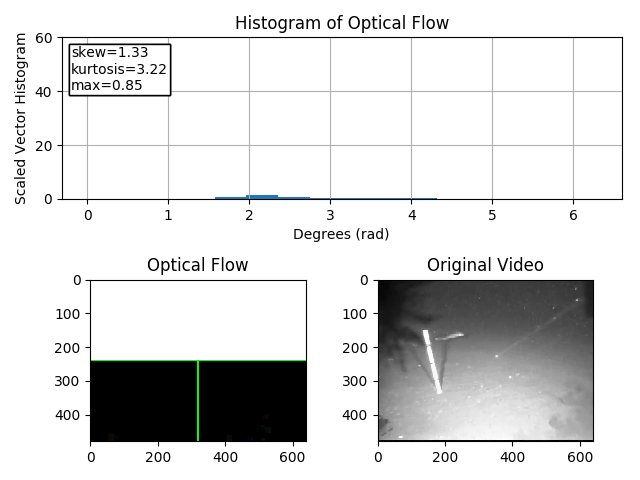 Histogram of Optical Flow
Scaled Vector Histogram
60
40
20
0
skew=1.33
kurtosis=3.22
max=0.85
0 1 2 3 4 5 6
Degrees (rad)
Optical Flow
0
100
200
300
400
0 200 400 600
Original Video
0
100
200
300
400
0 200 400 600